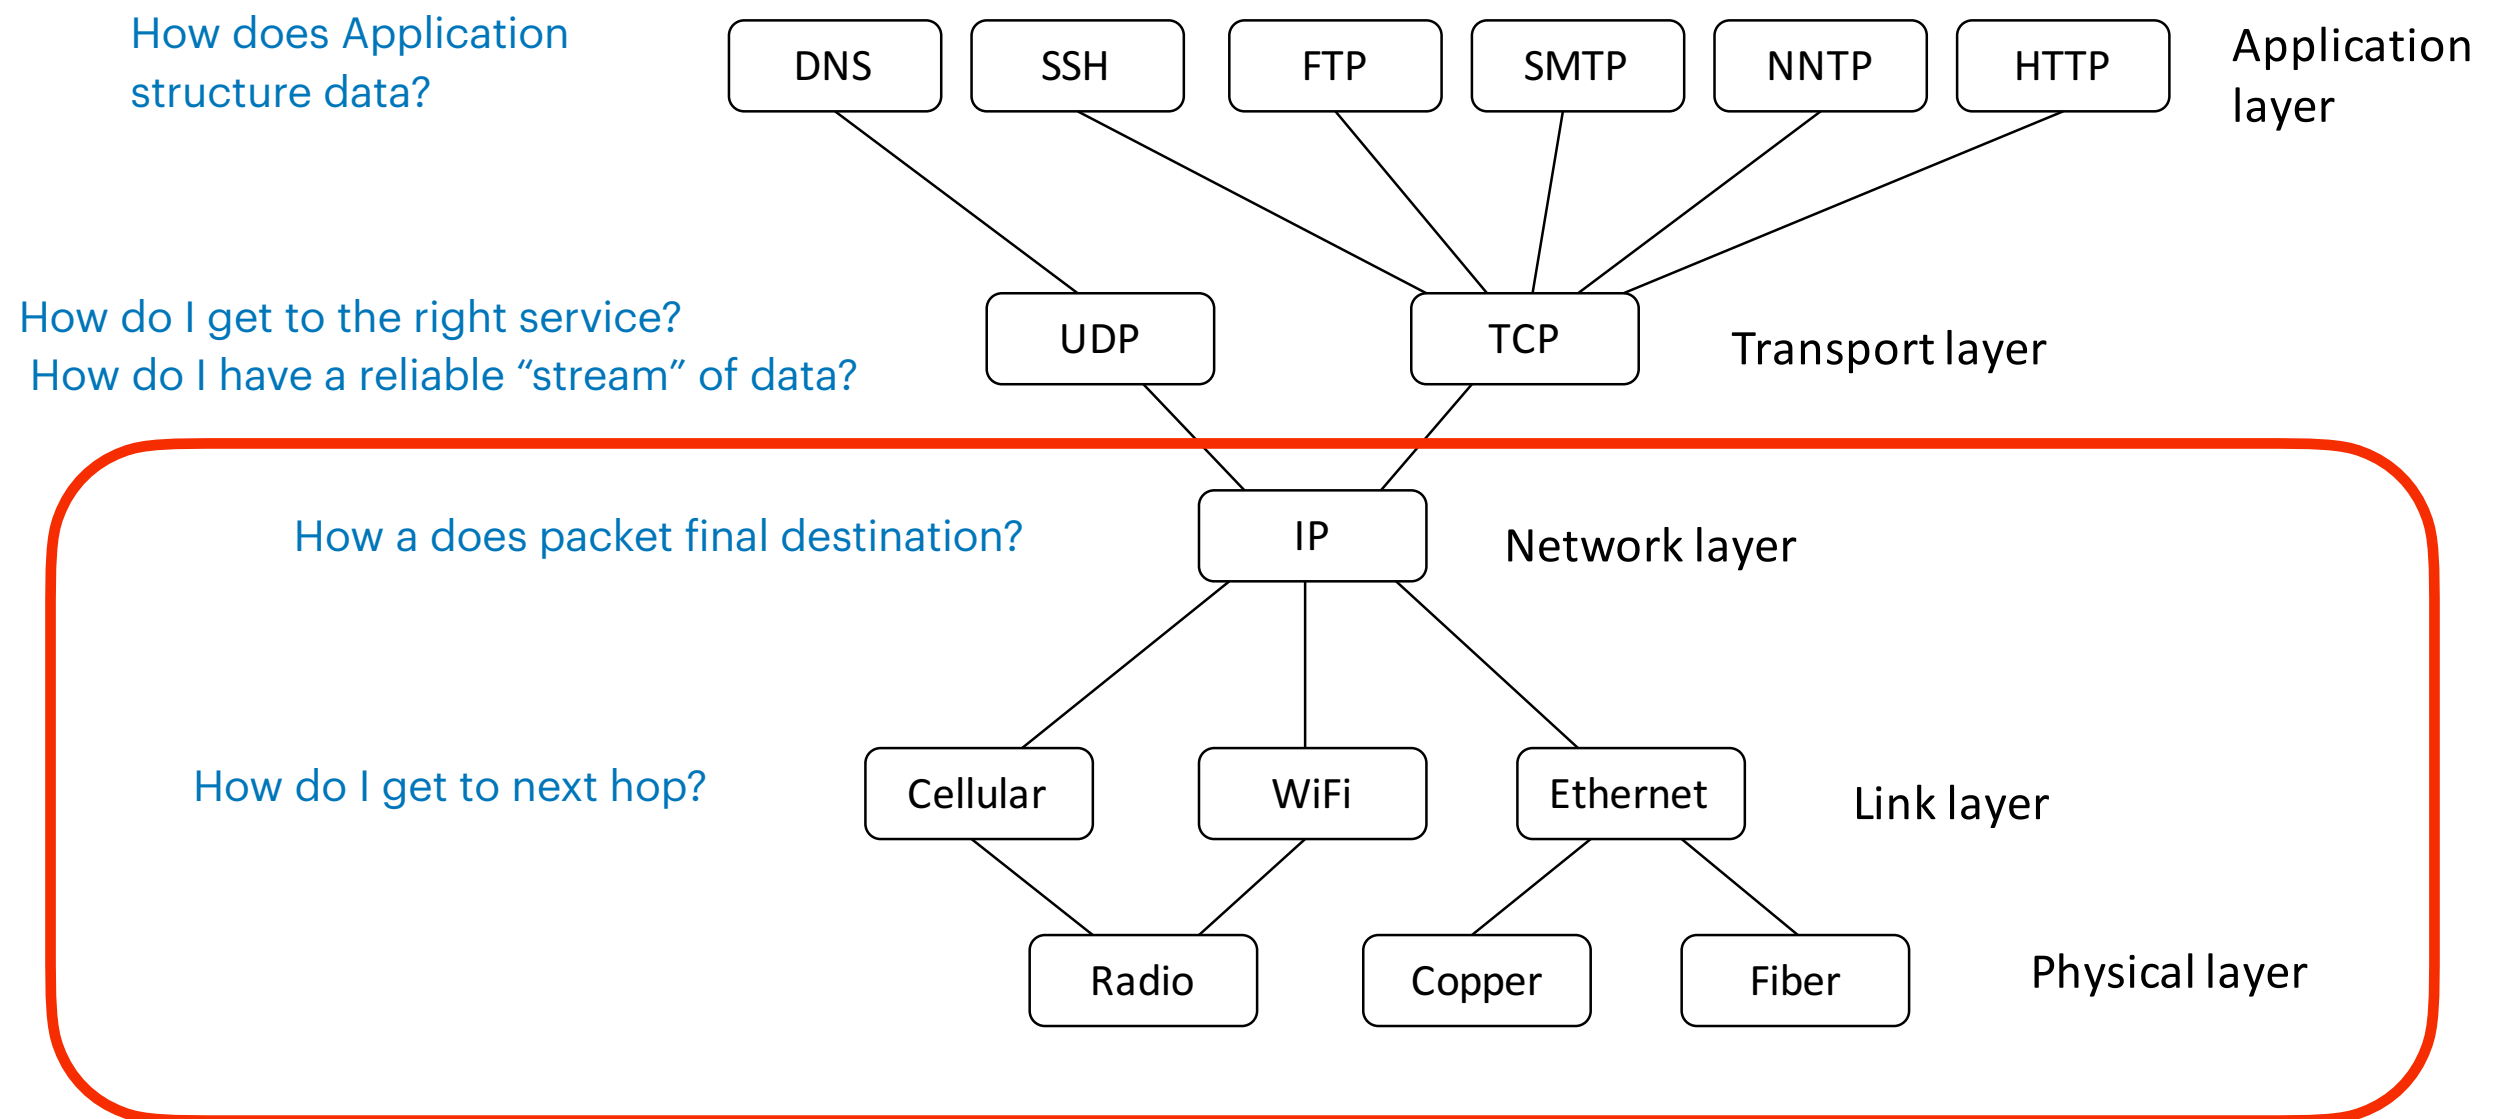 How does Application
structure data?
DNS
SSH
FTP
SMTP
NNTP
HTTP
Application
layer
How do I get to the right service?
How do I have a reliable “stream” of data?
UDP
TCP
Transport layer
How a does packet final destination?
IP
Network layer
How do I get to next hop?
Cellular
WiFi
Ethernet
Link layer
Radio
Copper
Fiber
Physical layer